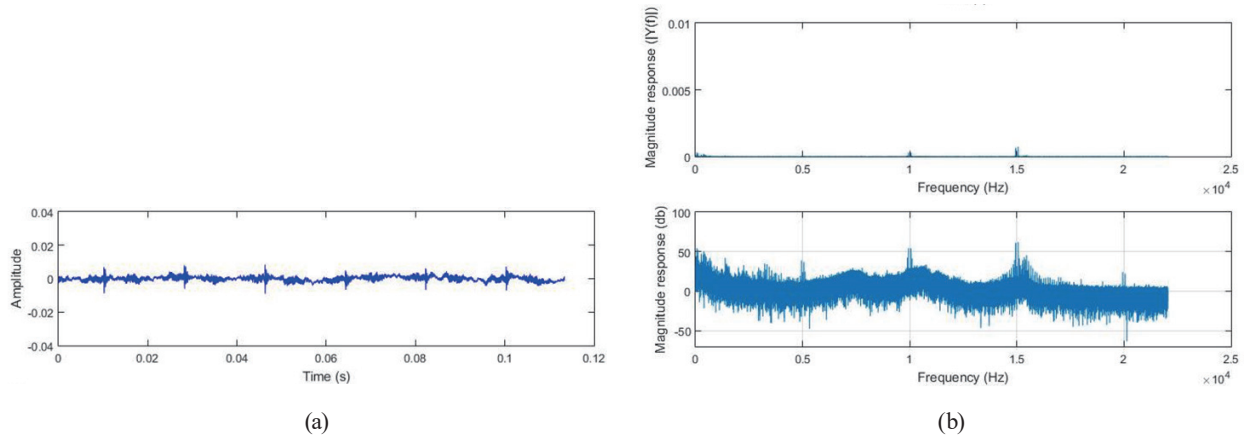 0.04
0.02
0
-0.02
-0.04
Amplitude
0 0.02 0.04 0.06 0.08 0.1 0.12
Time (s)
(a)
0.01
0.005
0
Magnitude response (|Y(f)|)
0 0.5 1 1.5 2 2.5
Frequency (Hz)
×10^4
100
50
0
-50
Magnitude response (db)
0 0.5 1 1.5 2 2.5
Frequency (Hz)
×10^4
(b)